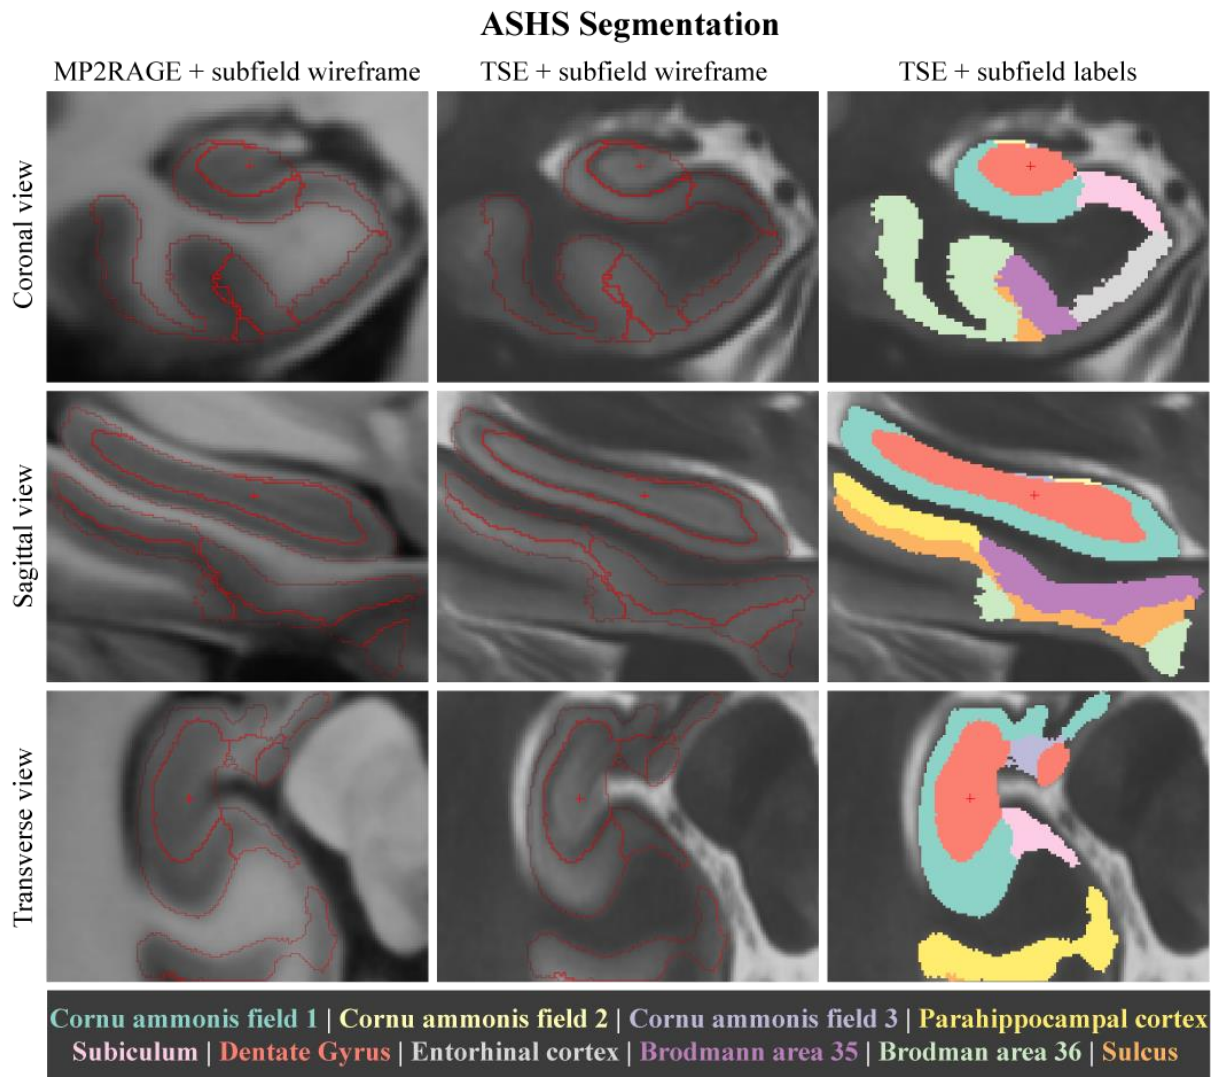 ASHS Segmentation
MP2RAGE + subfield wireframe
TSE + subfield wireframe
TSE + subfield labels
Coronal view
Sagittal view
Transverse view
Cornu ammonis field 1 | Cornu ammonis field 2 | Cornu ammonis field 3 | Parahippocampal cortex
Subiculum | Dentate Gyrus | Entorhinal cortex | Brodmann area 35 | Brodman area 36 | Sulcus